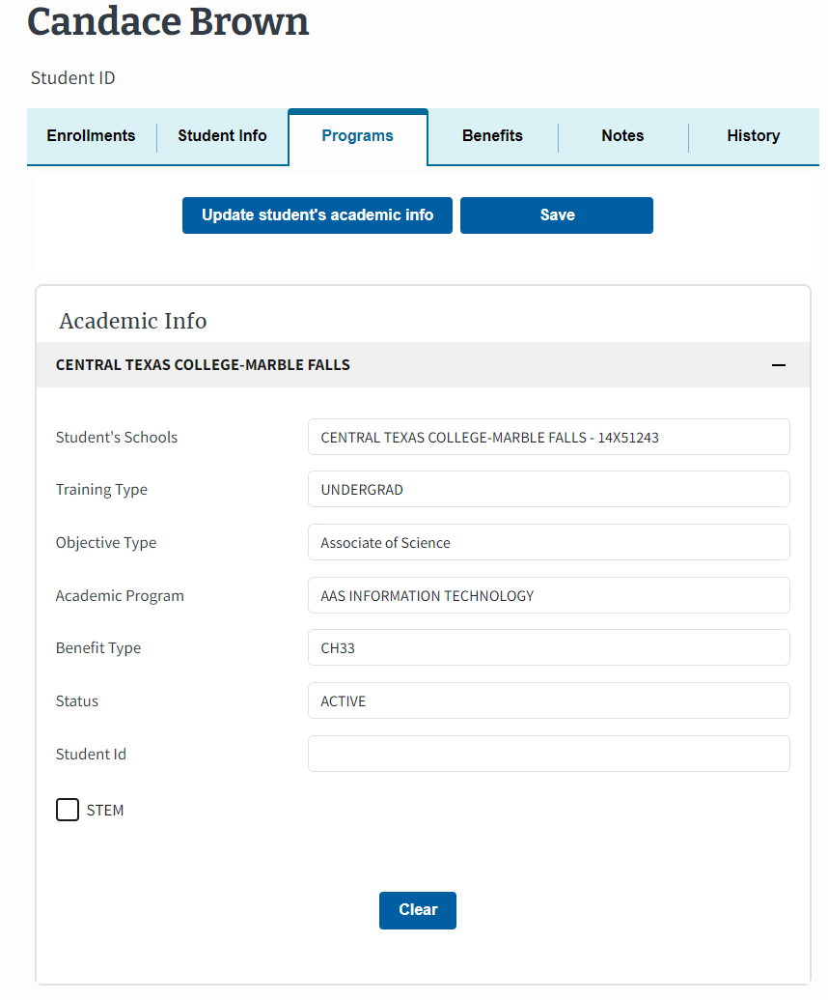 Candace Brown
Student ID
Enrollments Student Info Programs Benefits Notes History
Update student's academic info Save
Academic Info
CENTRAL TEXAS COLLEGE-MARBLE FALLS
Student's Schools CENTRAL TEXAS COLLEGE-MARBLE FALLS - 14X51243
Training Type UNDERGRAD
Objective Type Associate of Science
Academic Program AAS INFORMATION TECHNOLOGY
Benefit Type CH33
Status ACTIVE
Student Id
STEM
Clear